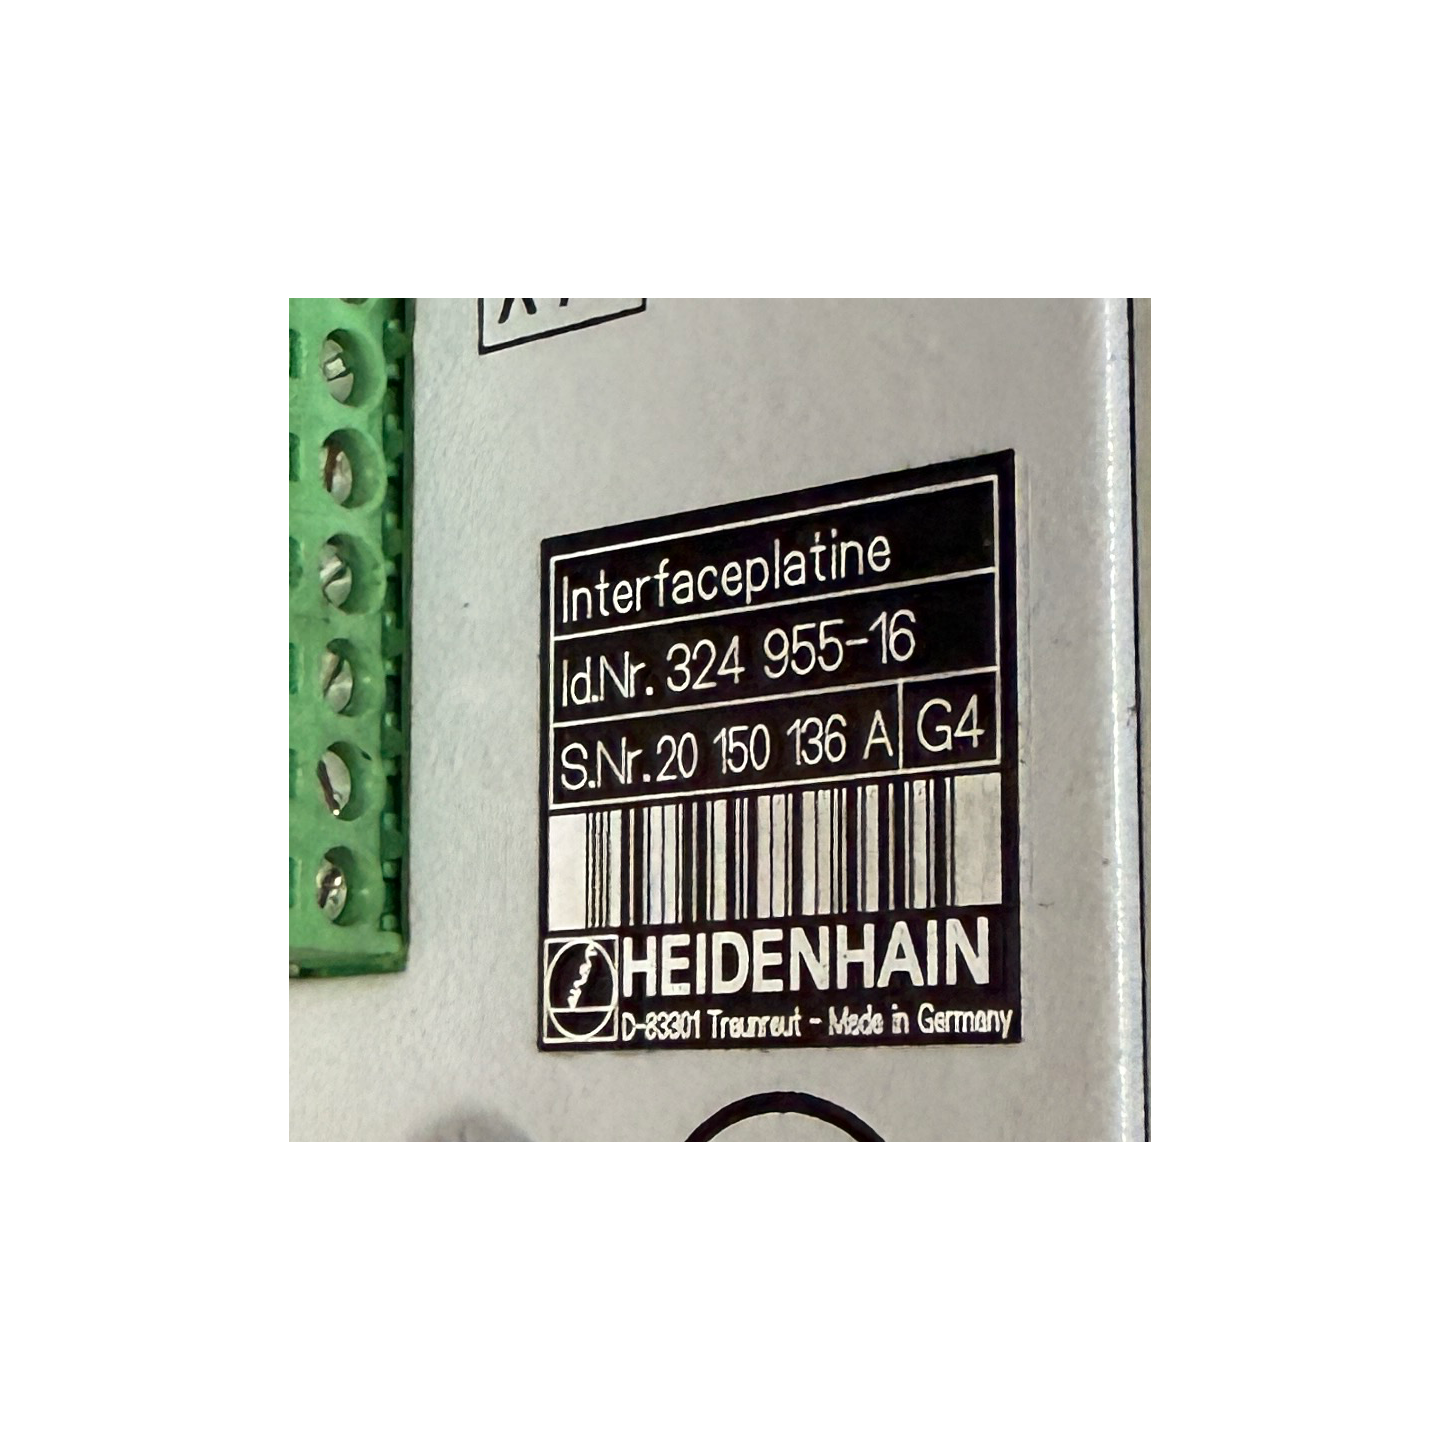 Interfaceplatine
Id.Nr. 324 955-16
S.Nr. 20 150 136 A G4
HEIDENHAIN
D-83301 Traunreut - Made in Germany